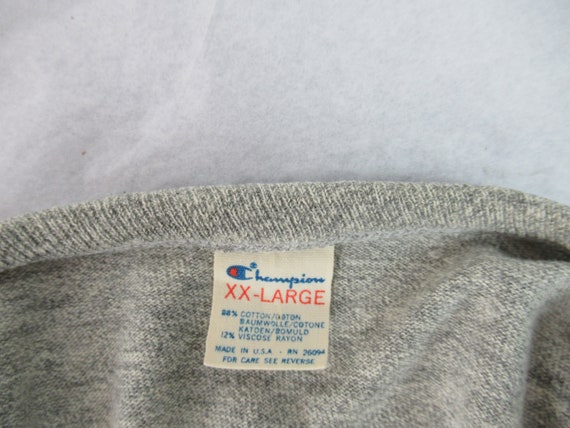 Champion®
XX-LARGE
88% COTTON/COTON
BAUMWOLLE/COTONE
KATOEN/BOMULD
12% VISCOSE RAYON
MADE IN U.S.A. - RN 26094
FOR CARE SEE REVERSE